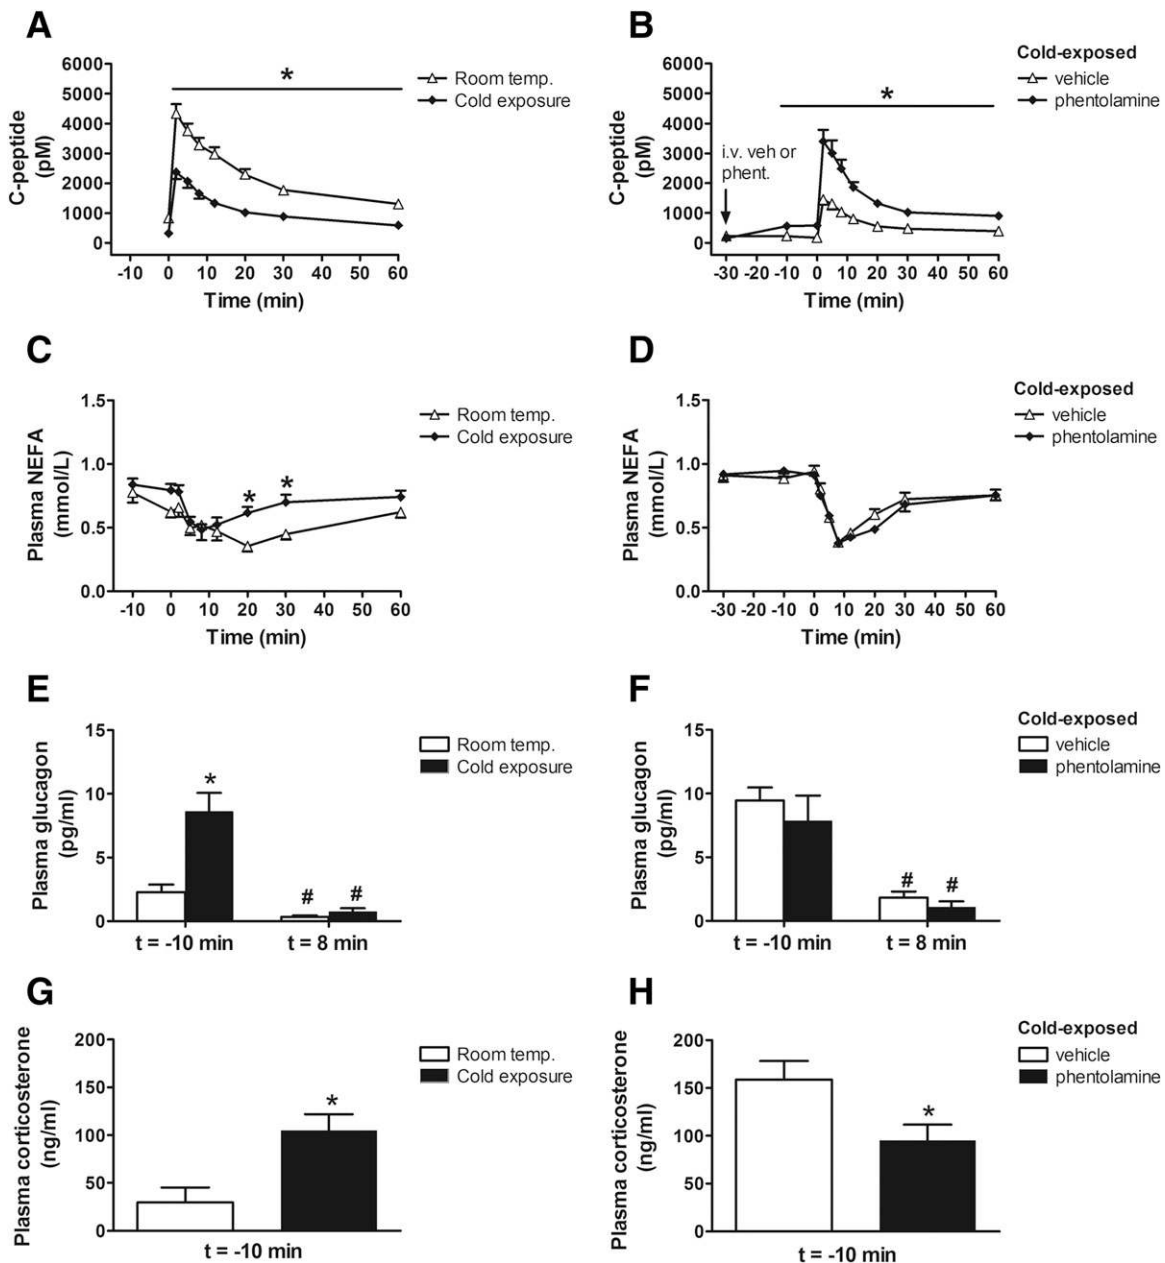 A
C-peptide
(pM)
6000
5000
4000
3000
2000
1000
0
*
Room temp.
Cold exposure
-10 0 10 20 30 40 50 60
Time (min)
B
C-peptide
(pM)
6000
5000
4000
3000
2000
1000
0
*
i.v. veh or
phent.
Cold-exposed
vehicle
phentolamine
-30 -20 -10 0 10 20 30 40 50 60
Time (min)
C
Plasma NEFA
(mmol/L)
1.5
1.0
0.5
0.0
* *
Room temp.
Cold exposure
-10 0 10 20 30 40 50 60
Time (min)
D
Plasma NEFA
(mmol/L)
1.5
1.0
0.5
0.0
Cold-exposed
vehicle
phentolamine
-30 -20 -10 0 10 20 30 40 50 60
Time (min)
E
Plasma glucagon
(pg/ml)
15
10
5
0
*
# #
Room temp.
Cold exposure
t = -10 min t = 8 min
F
Plasma glucagon
(pg/ml)
15
10
5
0
# #
Cold-exposed
vehicle
phentolamine
t = -10 min t = 8 min
G
Plasma corticosterone
(ng/ml)
200
150
100
50
0
*
Room temp.
Cold exposure
t = -10 min
H
Plasma corticosterone
(ng/ml)
200
150
100
50
0
*
Cold-exposed
vehicle
phentolamine
t = -10 min